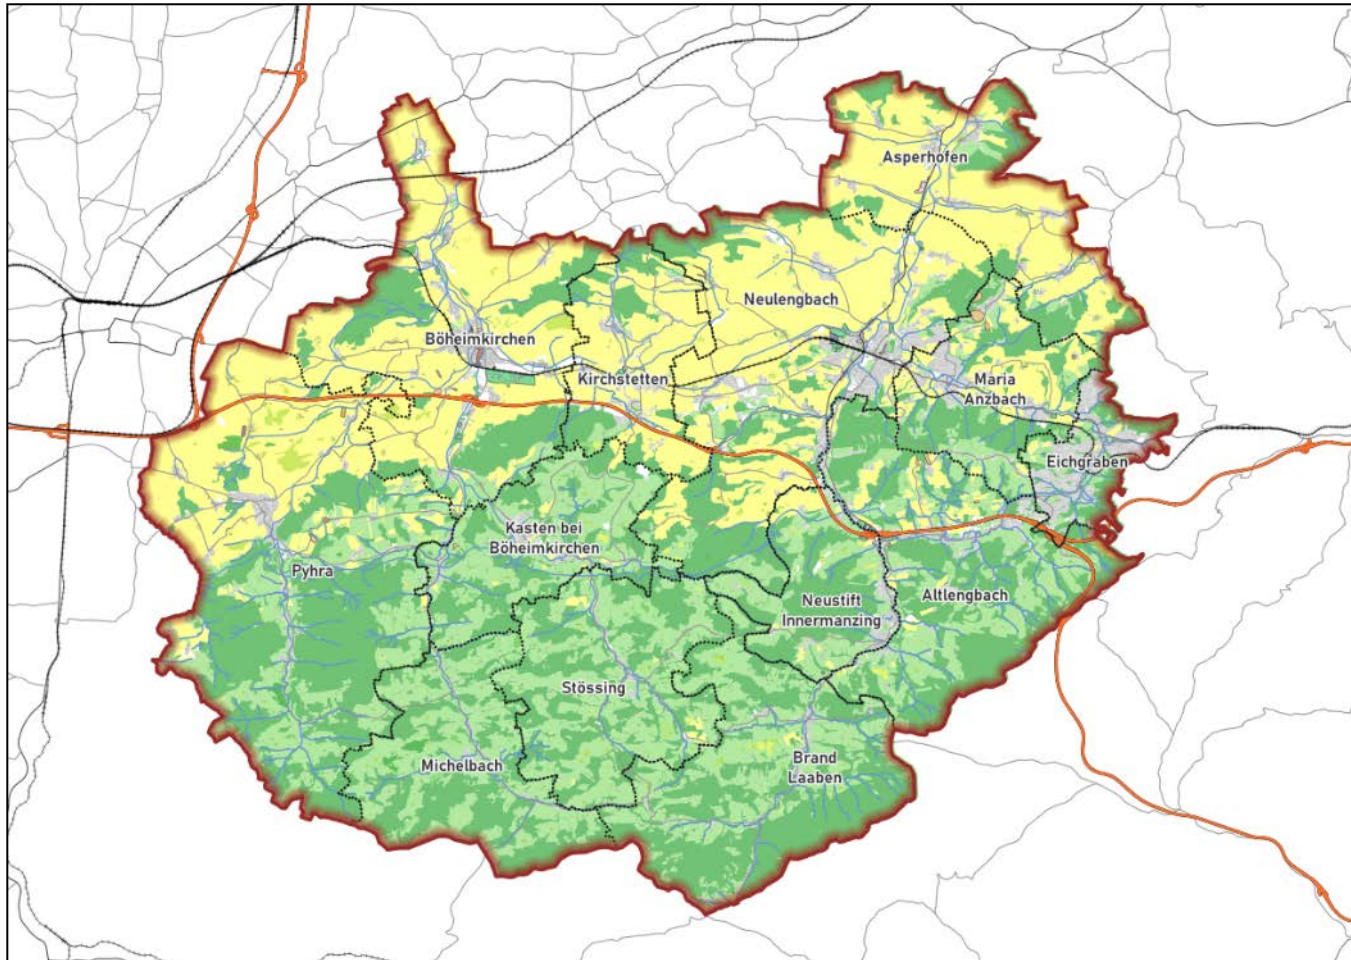 Asperhofen
Neulengbach
Böheimkirchen
Kirchstetten
Maria
Anzbach
Eichgraben
Kasten bei
Böheimkirchen
Pyhra
Neustift
Innermanzing
Altlengbach
Stössing
Michelbach
Brand
Laaben